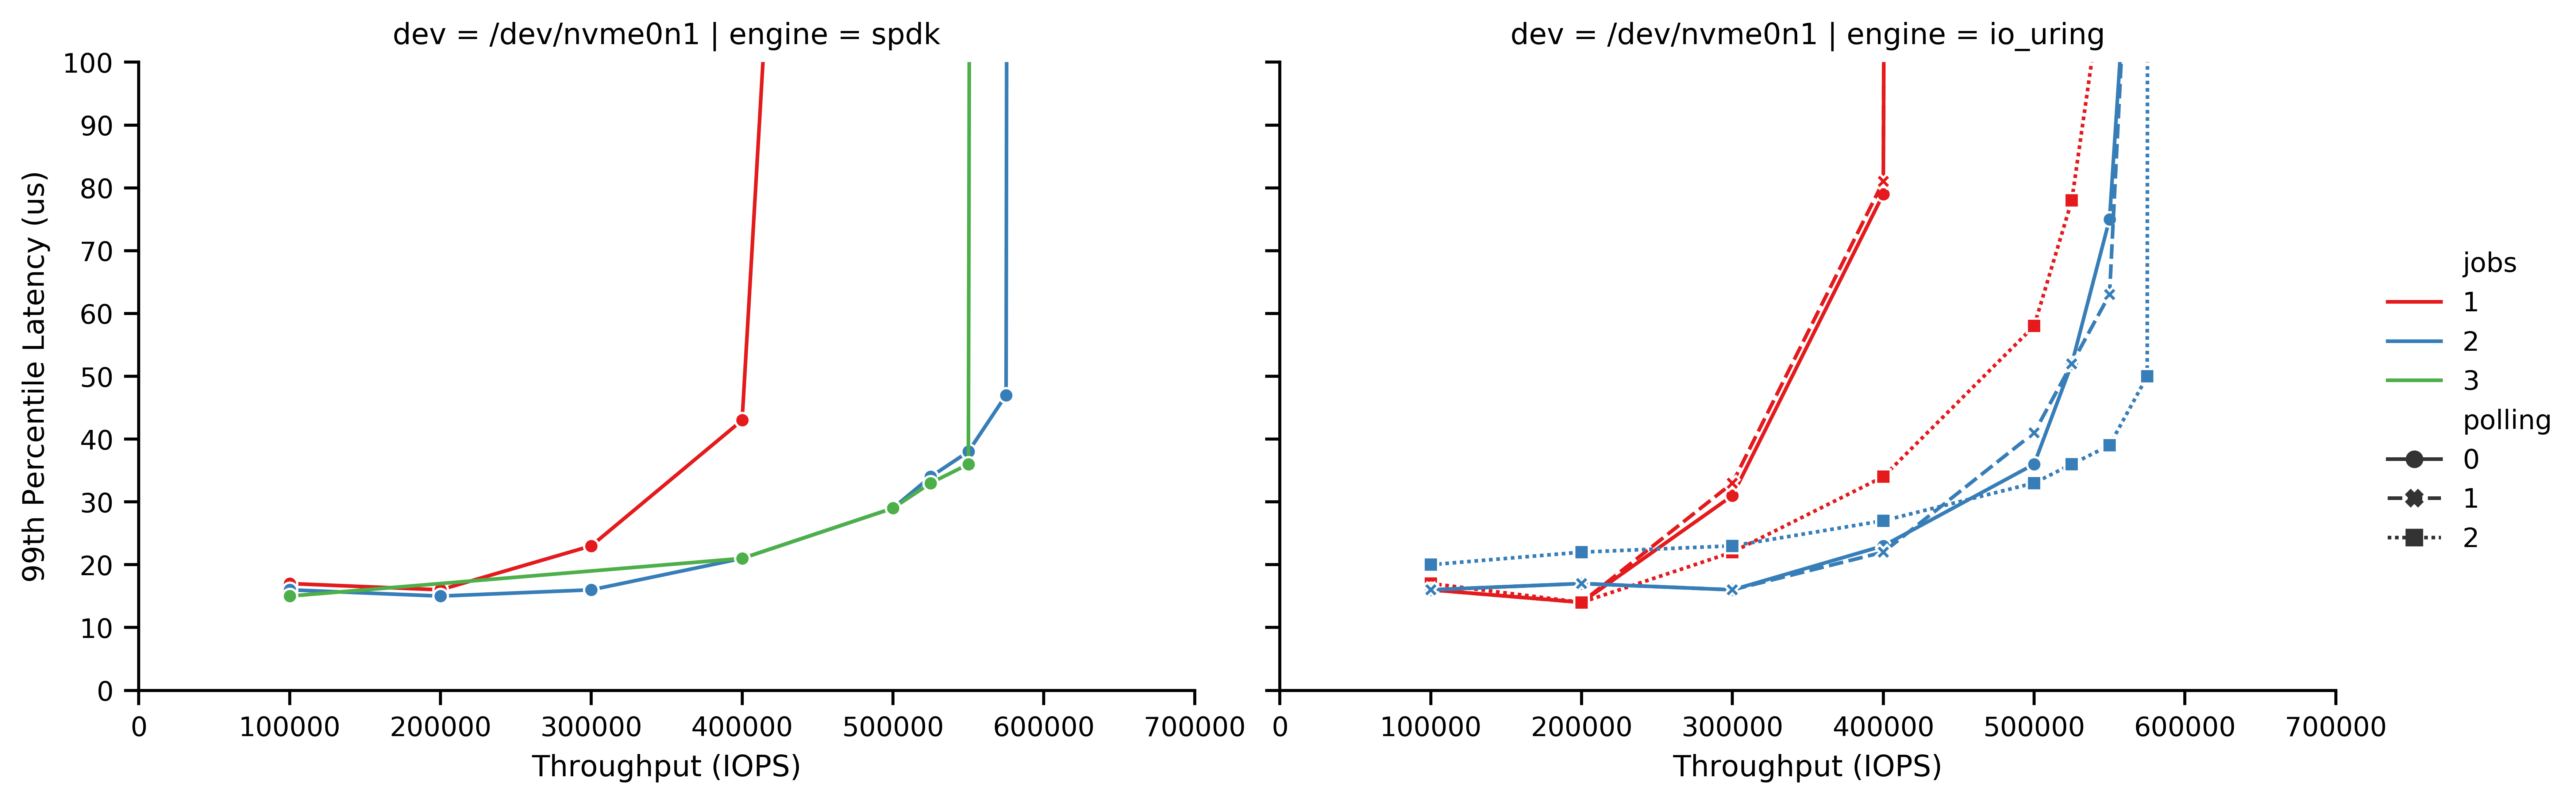 dev = /dev/nvme0n1 | engine = spdk
dev = /dev/nvme0n1 | engine = io_uring
99th Percentile Latency (us)
100
90
80
70
60
50
40
30
20
10
0
0 100000 200000 300000 400000 500000 600000 700000
Throughput (IOPS)
0 100000 200000 300000 400000 500000 600000 700000
Throughput (IOPS)
jobs
1
2
3
polling
0
1
2